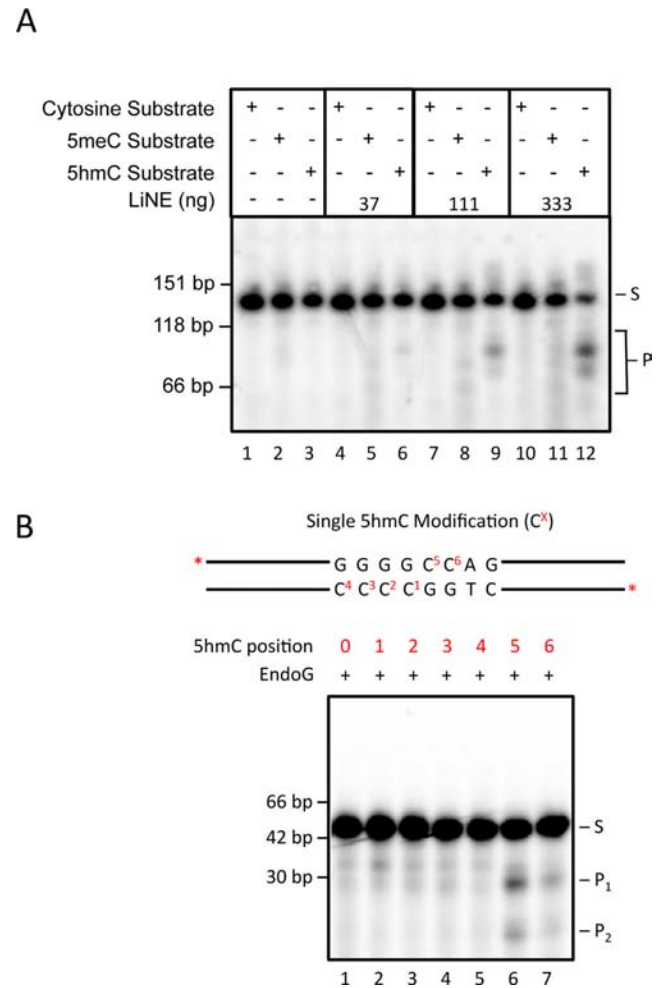 A
Cytosine Substrate + - - + - - + - - + - -
5meC Substrate - + - - + - - + - - + -
5hmC Substrate - - + - - + - - + - - +
LiNE (ng) - - - 37 111 333
151 bp
S
118 bp
P
66 bp
1 2 3 4 5 6 7 8 9 10 11 12
B
Single 5hmC Modification (Cˣ)
* G G G G C⁵ C⁶ A G
C⁴ C³ C² C¹ G G T C *
5hmC position 0 1 2 3 4 5 6
EndoG + + + + + + +
66 bp
S
42 bp
30 bp
P₁
P₂
1 2 3 4 5 6 7